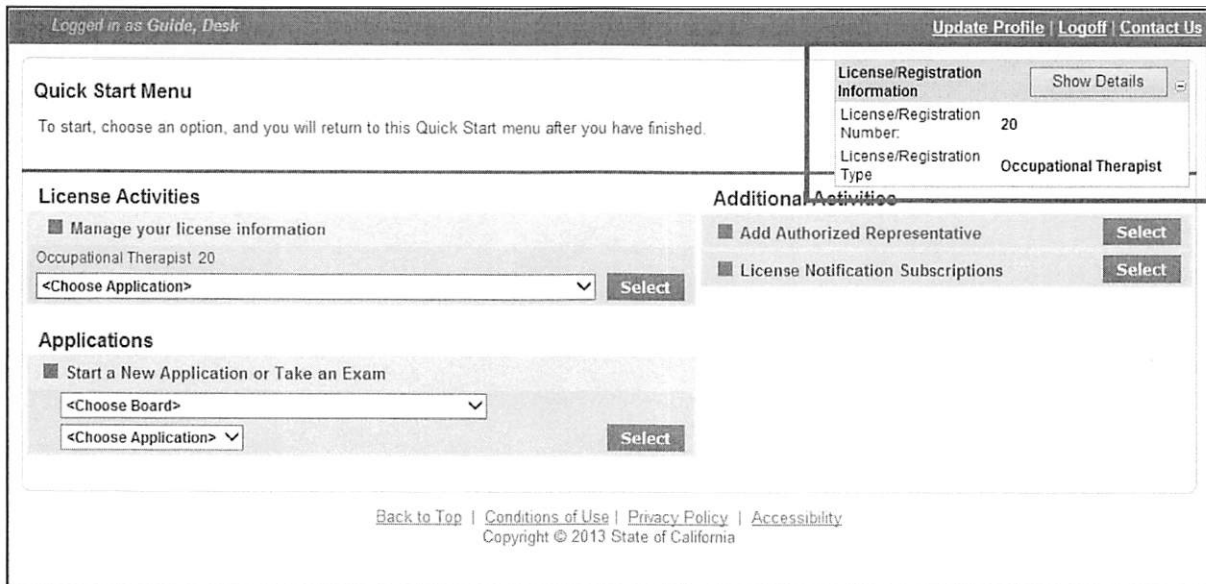 Logged in as Guide, Desk
Update Profile | Logoff | Contact Us
Quick Start Menu
To start, choose an option, and you will return to this Quick Start menu after you have finished.
License/Registration
Information
Show Details
License/Registration
Number:
20
License/Registration
Type
Occupational Therapist
License Activities
Manage your license information
Occupational Therapist 20
<Choose Application>
Select
Additional Activities
Add Authorized Representative
Select
License Notification Subscriptions
Select
Applications
Start a New Application or Take an Exam
<Choose Board>
<Choose Application>
Select
Back to Top | Conditions of Use | Privacy Policy | Accessibility
Copyright © 2013 State of California